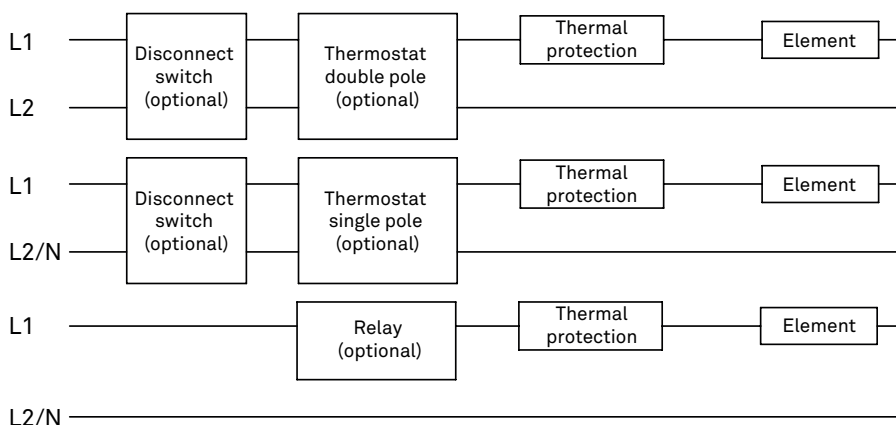 L1
Disconnect
switch
(optional)
Thermostat
double pole
(optional)
Thermal
protection
Element
L2
L1
Disconnect
switch
(optional)
Thermostat
single pole
(optional)
Thermal
protection
Element
L2/N
L1
Relay
(optional)
Thermal
protection
Element
L2/N